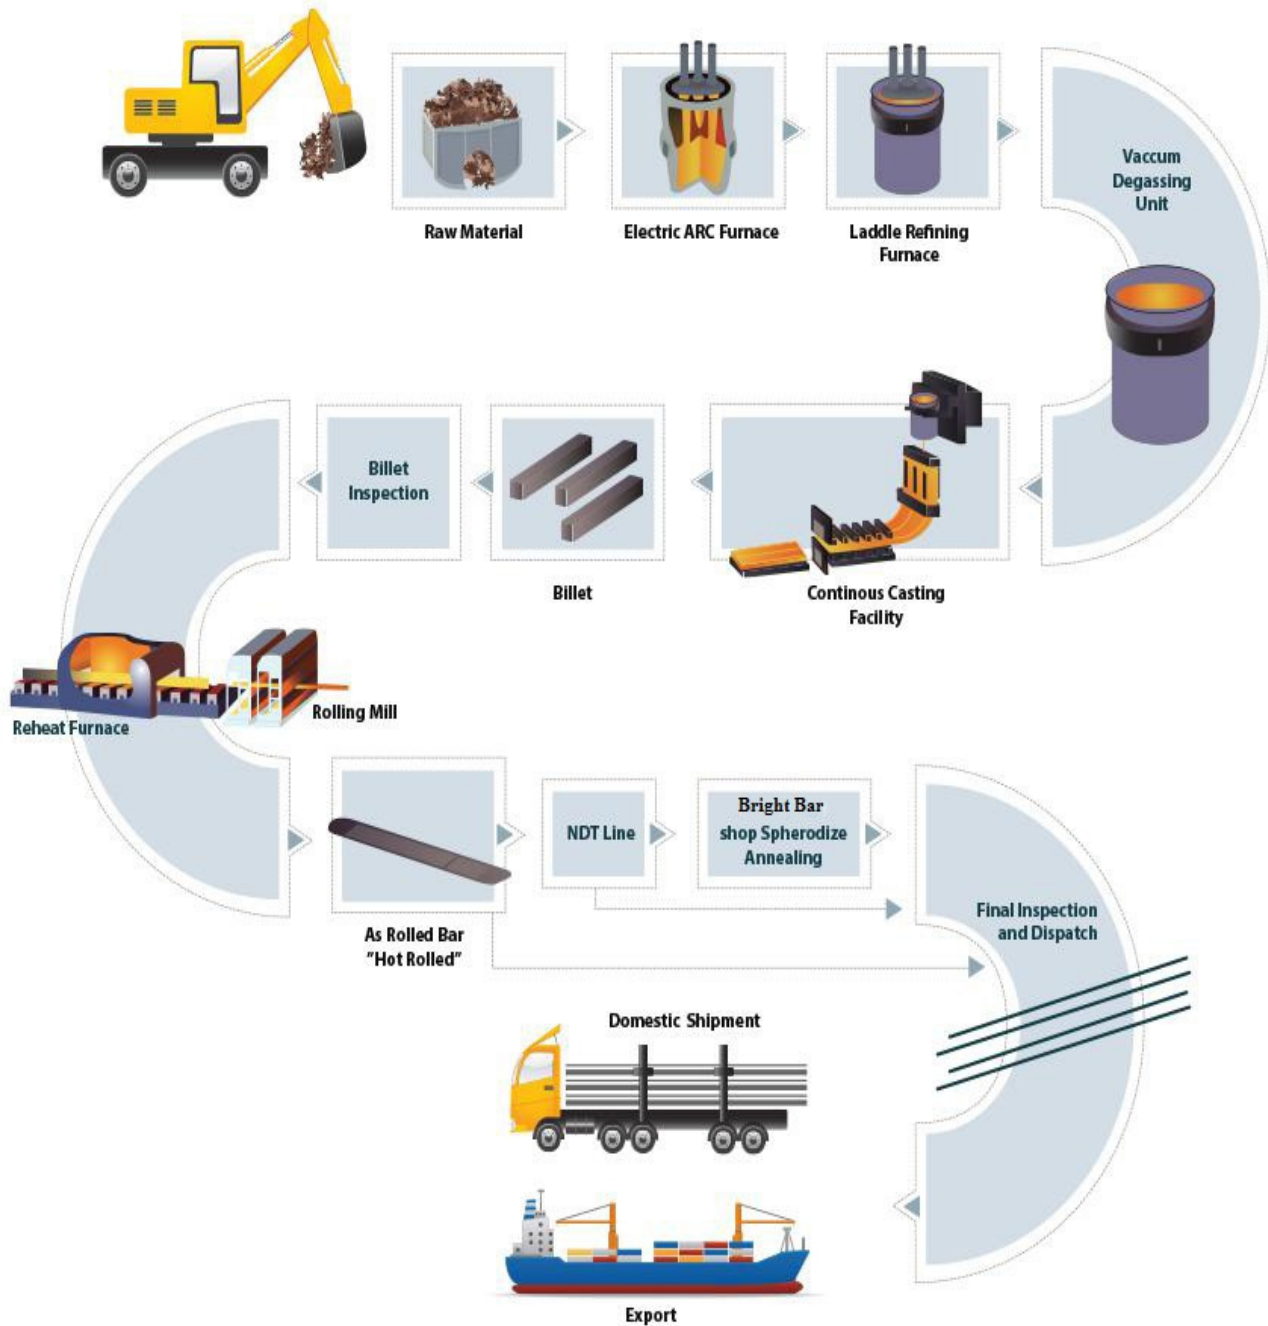 Raw Material
Electric ARC Furnace
Laddle Refining
Furnace
Vaccum
Degassing
Unit
Continous Casting
Facility
Billet
Billet
Inspection
Reheat Furnace
Rolling Mill
As Rolled Bar
"Hot Rolled"
NDT Line
Bright Bar
shop Spherodize
Annealing
Final Inspection
and Dispatch
Domestic Shipment
Export